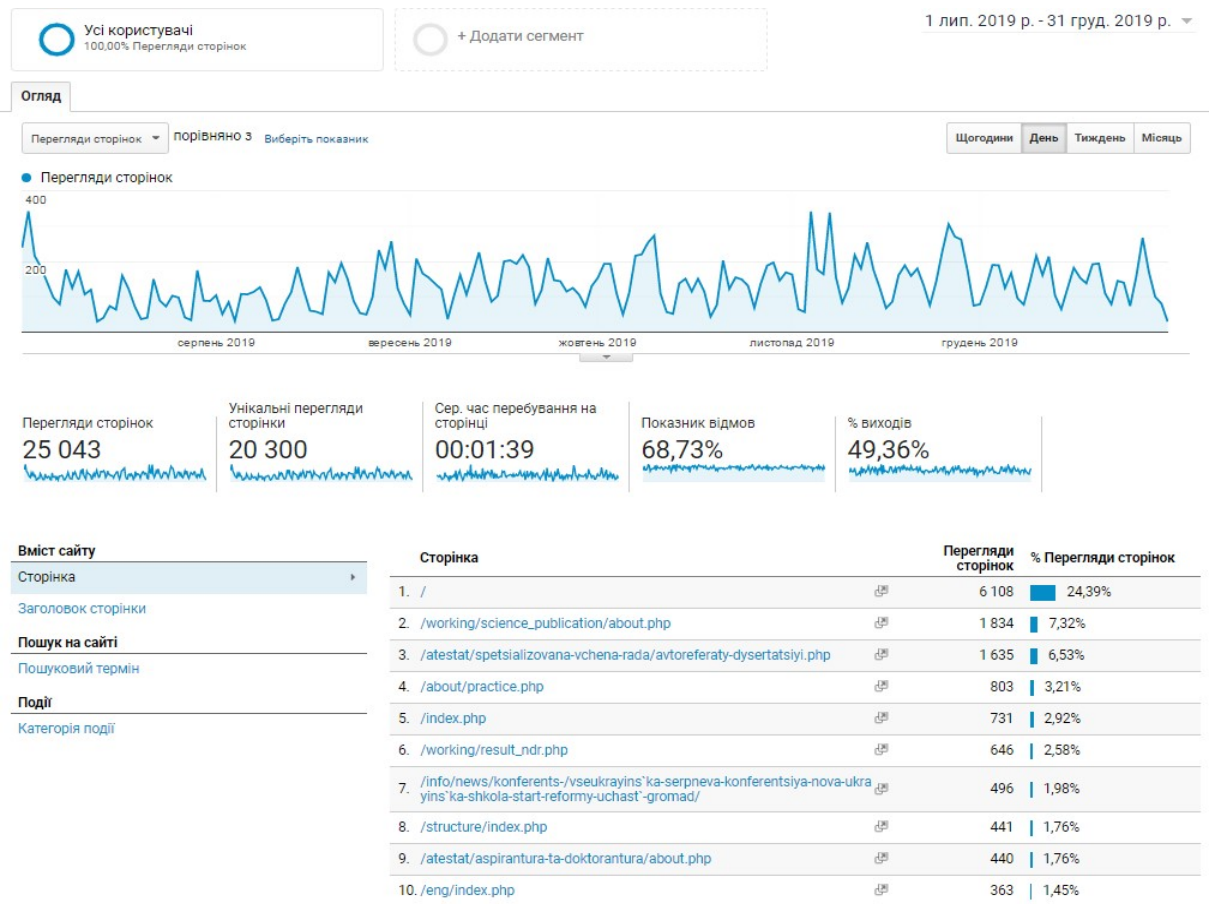 Усі користувачі
100,00% Перегляди сторінок
+ Додати сегмент
1 лип. 2019 р. - 31 груд. 2019 р.
Огляд
Перегляди сторінок
порівняно з
Виберіть показник
Щогодини
День
Тиждень
Місяць
Перегляди сторінок
400
200
серпень 2019
вересень 2019
жовтень 2019
листопад 2019
грудень 2019
Перегляди сторінок
25 043
Унікальні перегляди
сторінки
20 300
Сер. час перебування на
сторінці
00:01:39
Показник відмов
68,73%
% виходів
49,36%
Вміст сайту
Сторінка
Заголовок сторінки
Пошук на сайті
Пошуковий термін
Події
Категорія події
Сторінка Перегляди сторінок % Перегляди сторінок
1. / 6 108 24,39%
2. /working/science_publication/about.php 1 834 7,32%
3. /atestat/spetsializovana-vchena-rada/avtoreferaty-dysertatsiyi.php 1 635 6,53%
4. /about/practice.php 803 3,21%
5. /index.php 731 2,92%
6. /working/result_ndr.php 646 2,58%
7. /info/news/konferents-/vseukrayins`ka-serpneva-konferentsiya-nova-ukra
yins`ka-shkola-start-reformy-uchast`-gromad/ 496 1,98%
8. /structure/index.php 441 1,76%
9. /atestat/aspirantura-ta-doktorantura/about.php 440 1,76%
10. /eng/index.php 363 1,45%